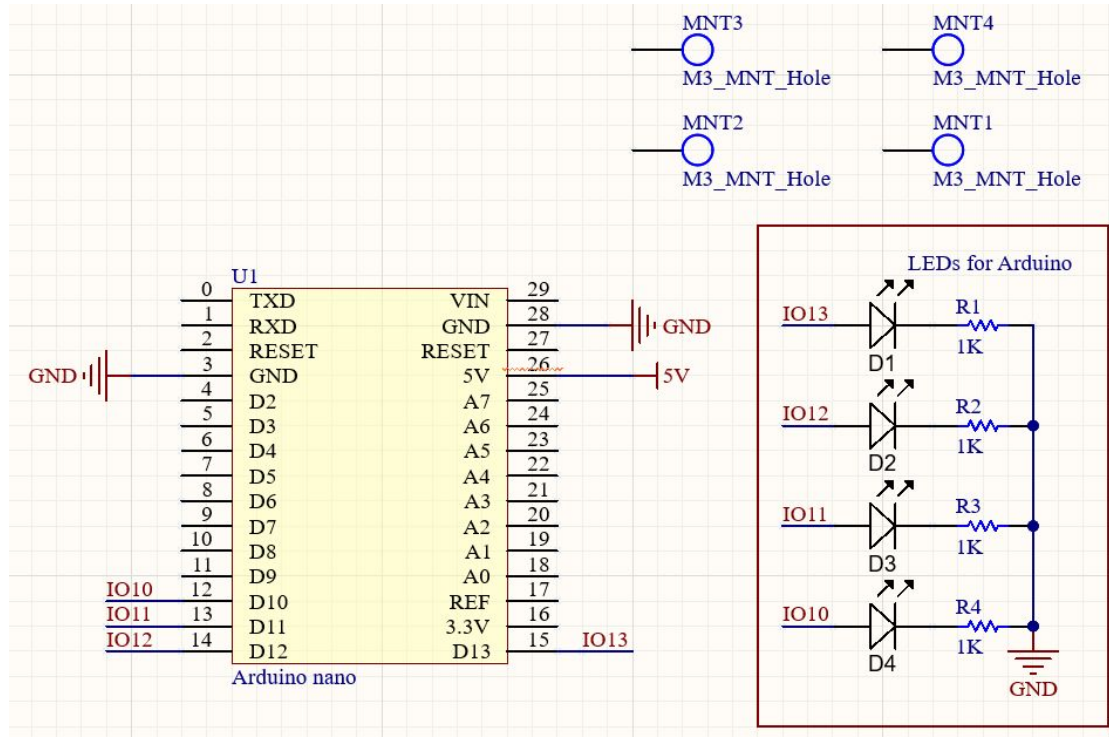 MNT3 MNT4
M3_MNT_Hole M3_MNT_Hole
MNT2 MNT1
M3_MNT_Hole M3_MNT_Hole
U1
0 TXD VIN 29
1 RXD GND 28 GND
2 RESET RESET 27
GND 3 GND 5V 26 5V
4 D2 A7 25
5 D3 A6 24
6 D4 A5 23
7 D5 A4 22
8 D6 A3 21
9 D7 A2 20
10 D8 A1 19
11 D9 A0 18
IO10 12 D10 REF 17
IO11 13 D11 3.3V 16
IO12 14 D12 D13 15 IO13
Arduino nano
LEDs for Arduino
IO13 R1
D1 1K
IO12 R2
D2 1K
IO11 R3
D3 1K
IO10 R4
D4 1K
GND